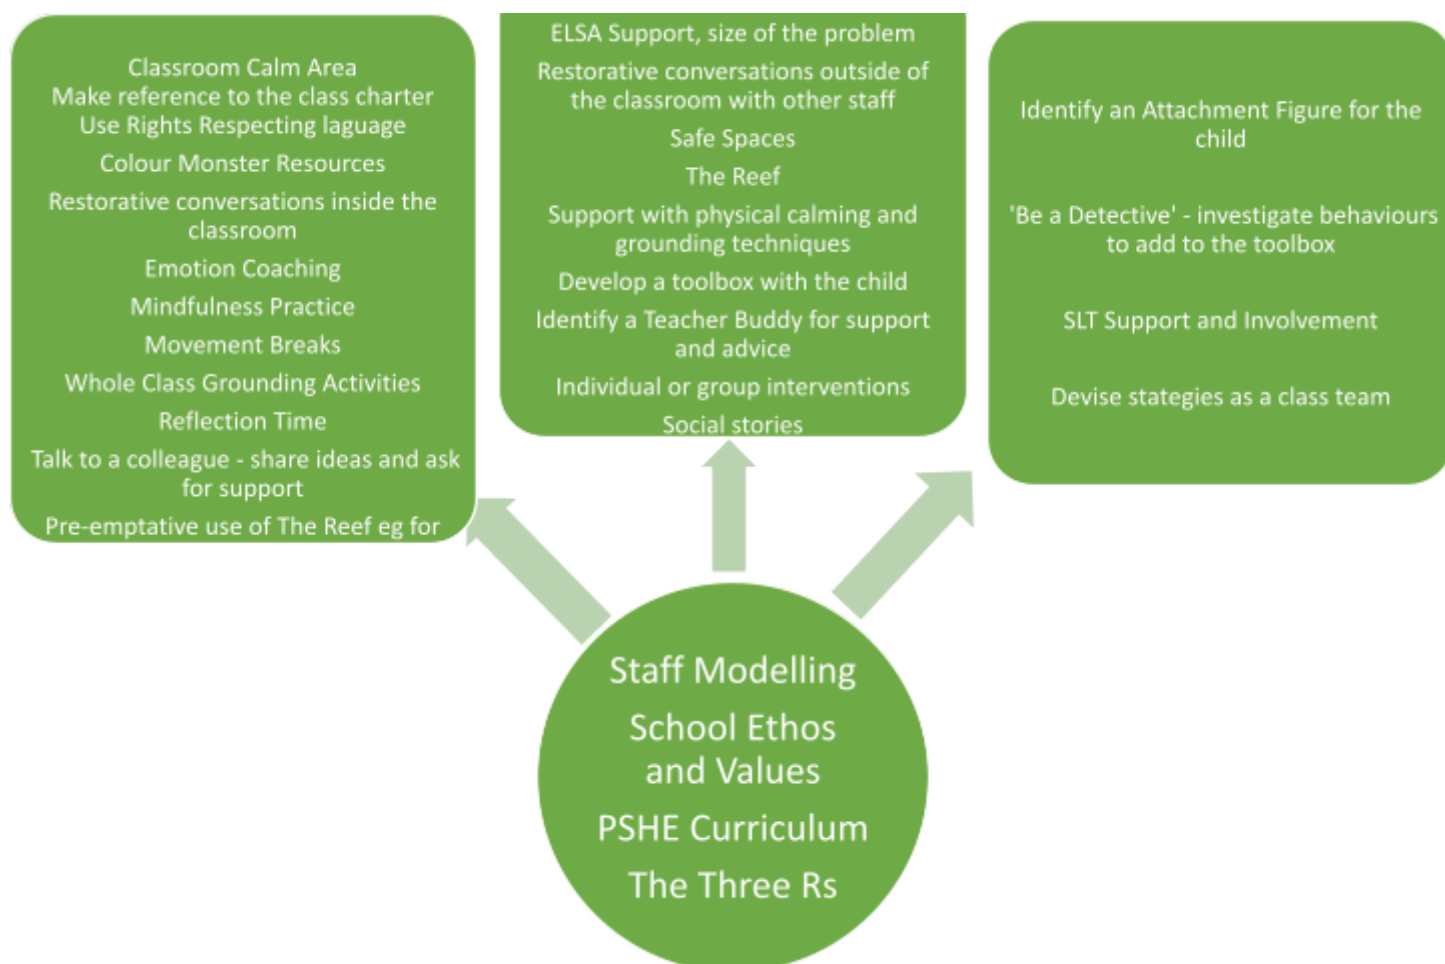 Classroom Calm Area
Make reference to the class charter
Use Rights Respecting laguage
Colour Monster Resources
Restorative conversations inside the
classroom
Emotion Coaching
Mindfulness Practice
Movement Breaks
Whole Class Grounding Activities
Reflection Time
Talk to a colleague - share ideas and ask
for support
Pre-emptative use of The Reef eg for
ELSA Support, size of the problem
Restorative conversations outside of
the classroom with other staff
Safe Spaces
The Reef
Support with physical calming and
grounding techniques
Develop a toolbox with the child
Identify a Teacher Buddy for support
and advice
Individual or group interventions
Social stories
Identify an Attachment Figure for the
child
'Be a Detective' - investigate behaviours
to add to the toolbox
SLT Support and Involvement
Devise stategies as a class team
Staff Modelling
School Ethos
and Values
PSHE Curriculum
The Three Rs